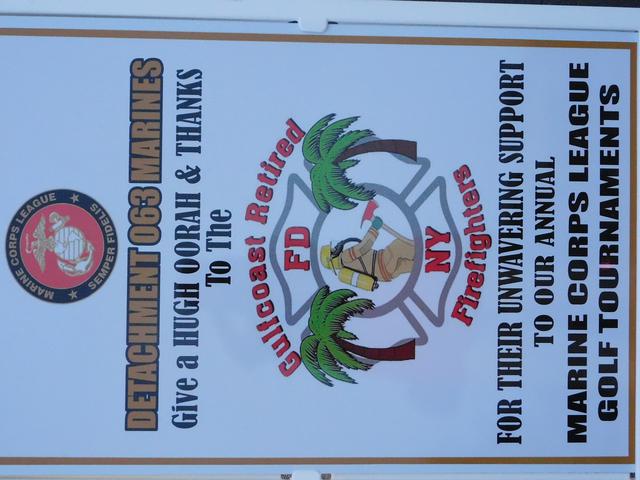 MARINE CORPS LEAGUE
SEMPER FIDELIS
DETACHMENT 063 MARINES
Give a HUGH OORAH & THANKS
To The
Gulfcoast Retired
FD NY
Firefighters
FOR THEIR UNWAVERING SUPPORT
TO OUR ANNUAL
MARINE CORPS LEAGUE
GOLF TOURNAMENTS